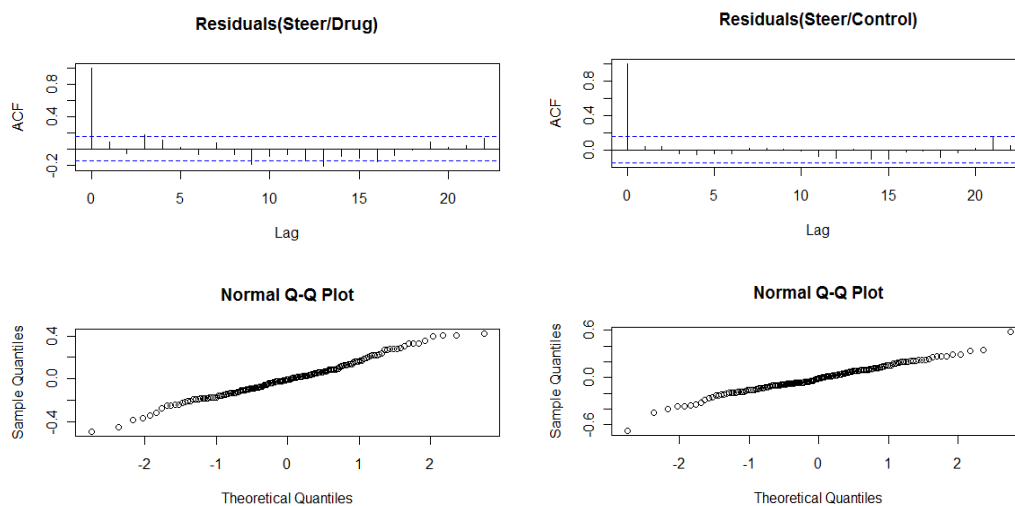 Residuals(Steer/Drug)
ACF
-0.2 0.4 0.8
0 5 10 15 20
Lag
Residuals(Steer/Control)
ACF
0.0 0.4 0.8
0 5 10 15 20
Lag
Normal Q-Q Plot
Sample Quantiles
-0.4 0.0 0.4
-2 -1 0 1 2
Theoretical Quantiles
Normal Q-Q Plot
Sample Quantiles
-0.6 0.0 0.6
-2 -1 0 1 2
Theoretical Quantiles